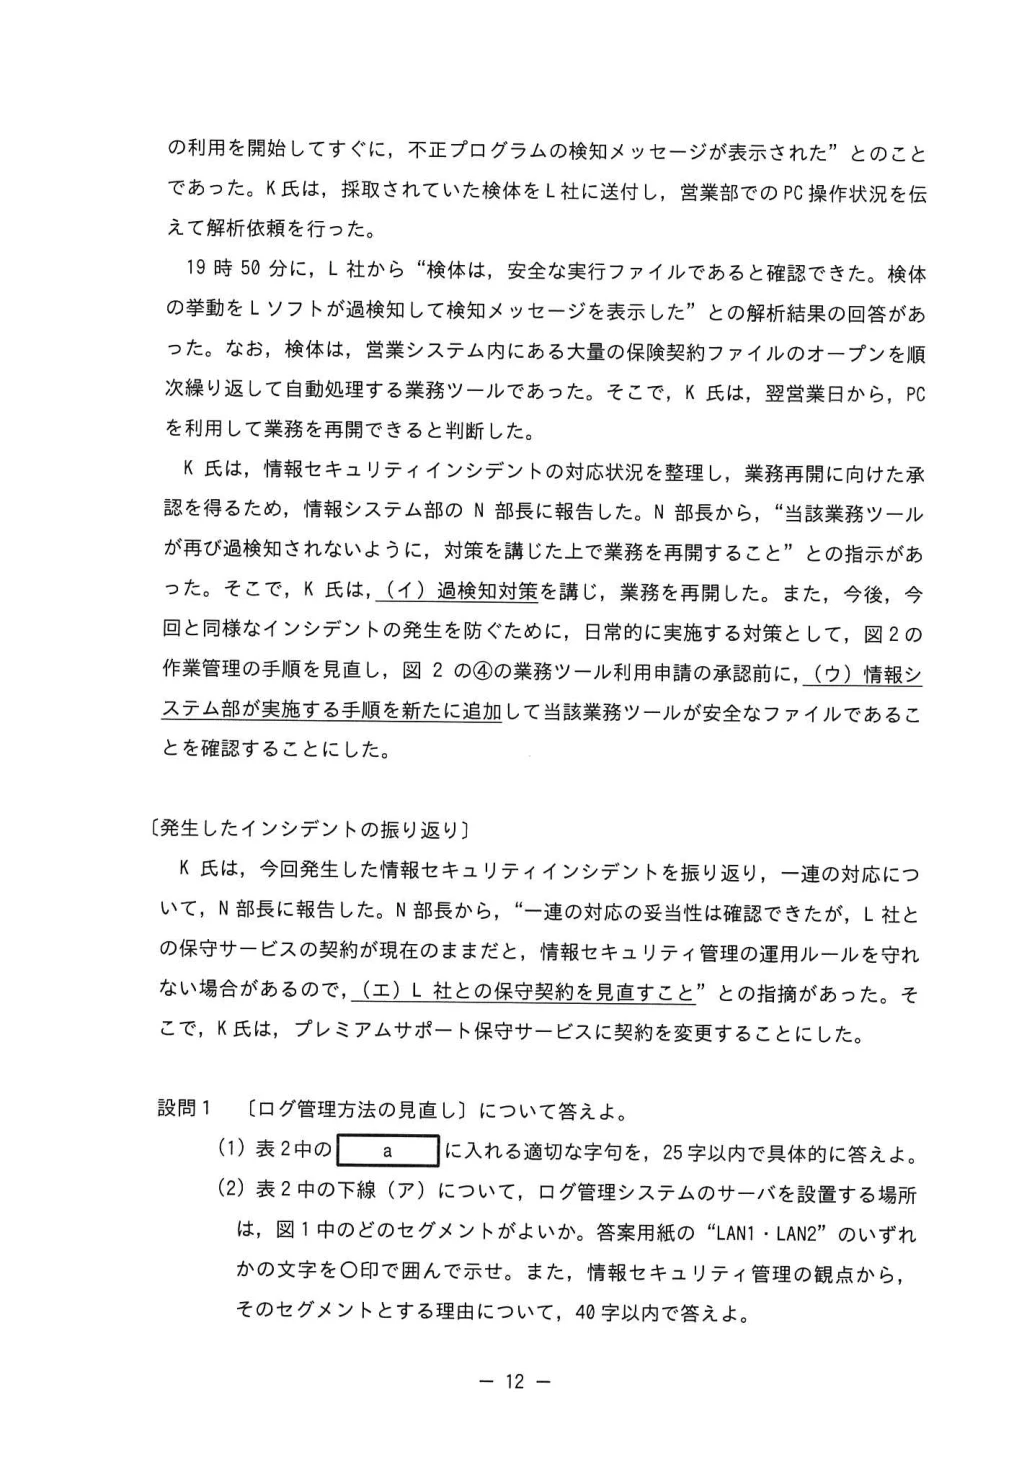 の利用を開始してすぐに，不正プログラムの検知メッセージが表示された”とのこと
であった。K氏は，採取されていた検体をL社に送付し，営業部でのPC操作状況を伝
えて解析依頼を行った。
19時50分に，L社から“検体は，安全な実行ファイルであると確認できた。検体
の挙動をLソフトが過検知して検知メッセージを表示した”との解析結果の回答があ
った。なお，検体は，営業システム内にある大量の保険契約ファイルのオープンを順
次繰り返して自動処理する業務ツールであった。そこで，K氏は，翌営業日から，PC
を利用して業務を再開できると判断した。
K氏は，情報セキュリティインシデントの対応状況を整理し，業務再開に向けた承
認を得るため，情報システム部のN部長に報告した。N部長から，“当該業務ツール
が再び過検知されないように，対策を講じた上で業務を再開すること”との指示があ
った。そこで，K氏は，（イ）過検知対策を講じ，業務を再開した。また，今後，今
回と同様なインシデントの発生を防ぐために，日常的に実施する対策として，図2の
作業管理の手順を見直し，図2の④の業務ツール利用申請の承認前に，（ウ）情報シ
ステム部が実施する手順を新たに追加して当該業務ツールが安全なファイルであるこ
とを確認することにした。
〔発生したインシデントの振り返り〕
K氏は，今回発生した情報セキュリティインシデントを振り返り，一連の対応につ
いて，N部長に報告した。N部長から，“一連の対応の妥当性は確認できたが，L社と
の保守サービスの契約が現在のままだと，情報セキュリティ管理の運用ルールを守れ
ない場合があるので，（エ）L社との保守契約を見直すこと”との指摘があった。そ
こで，K氏は，プレミアムサポート保守サービスに契約を変更することにした。
設問1 〔ログ管理方法の見直し〕について答えよ。
(1) 表2中の a に入れる適切な字句を，25字以内で具体的に答えよ。
(2) 表2中の下線（ア）について，ログ管理システムのサーバを設置する場所
は，図1中のどのセグメントがよいか。答案用紙の“LAN1・LAN2”のいずれ
かの文字を〇印で囲んで示せ。また，情報セキュリティ管理の観点から，
そのセグメントとする理由について，40字以内で答えよ。
－ 12 －